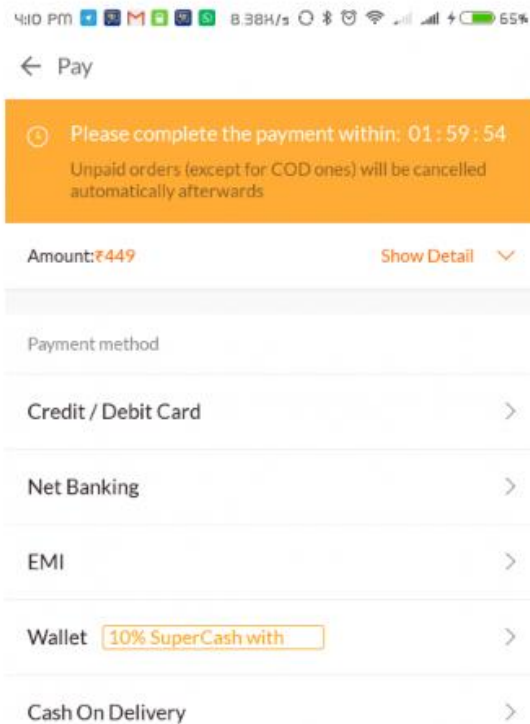 4:10 PM 8.38K/s 65%
Pay
Please complete the payment within: 01:59:54
Unpaid orders (except for COD ones) will be cancelled
automatically afterwards
Amount:₹449 Show Detail
Payment method
Credit / Debit Card
Net Banking
EMI
Wallet 10% SuperCash with
Cash On Delivery